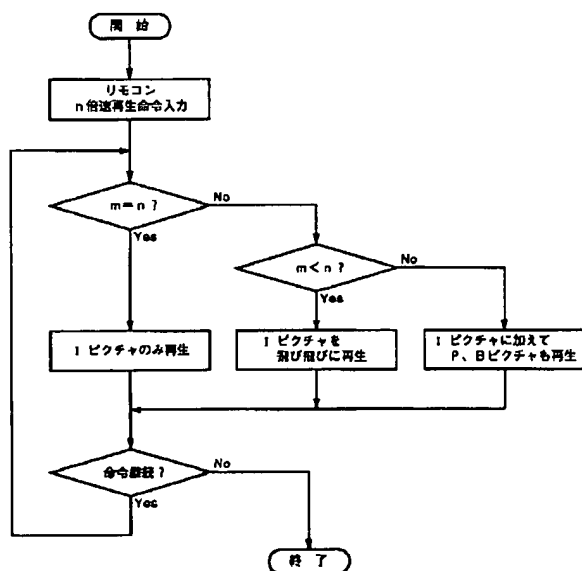 開 始
リモコン
n倍速再生命令入力
m=n ?
No
Yes
m<n ?
No
Yes
I ピクチャのみ再生
I ピクチャを
飛び飛びに再生
I ピクチャに加えて
P、Bピクチャも再生
命令継続?
No
Yes
終 了